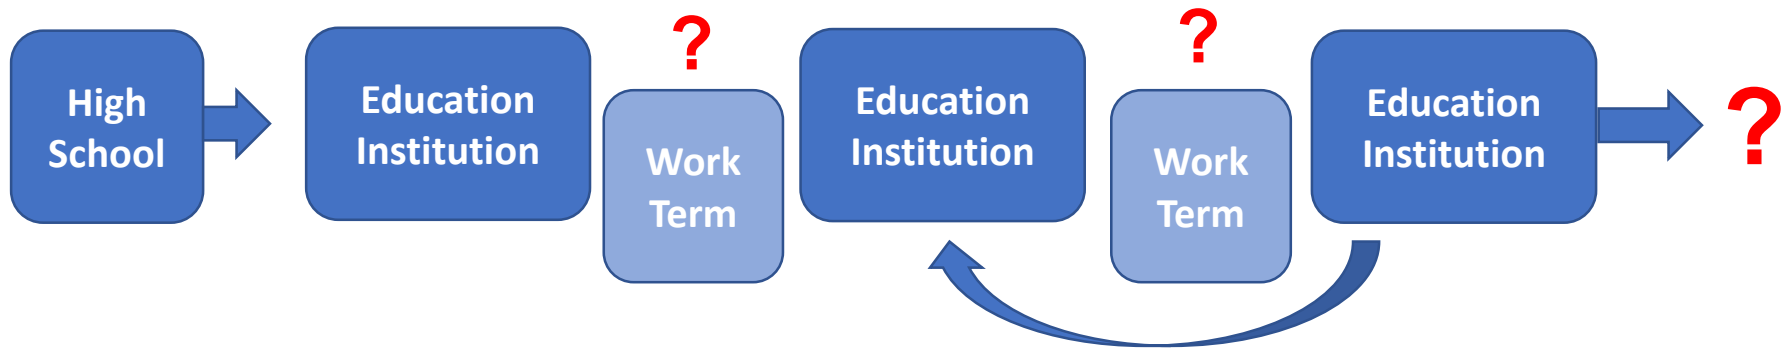 High
School
Education
Institution
?
Work
Term
Education
Institution
?
Work
Term
Education
Institution
?